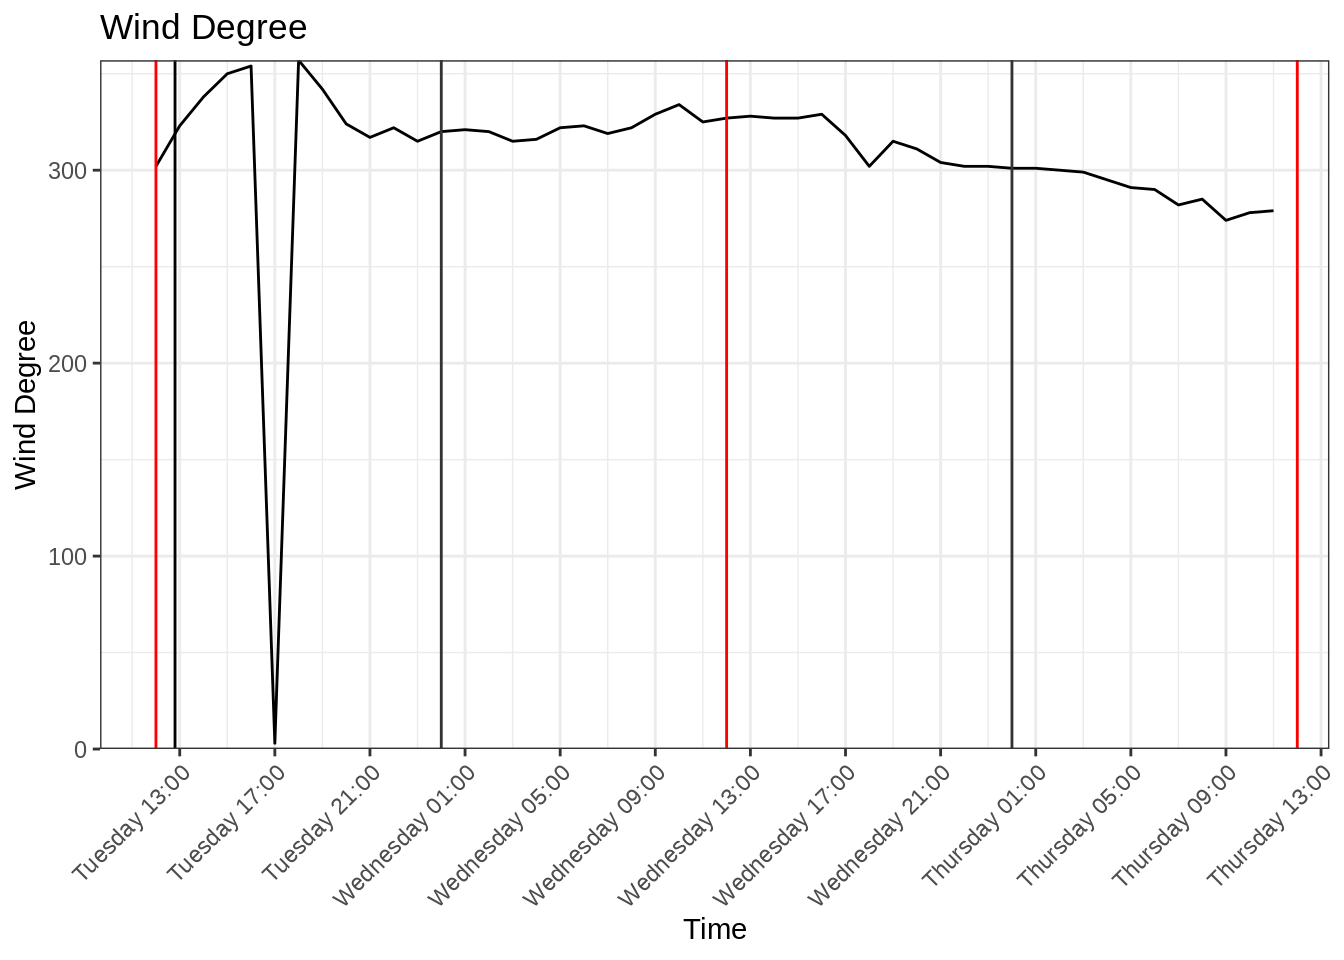 Wind Degree
Wind Degree
300
200
100
0
Tuesday 13:00
Tuesday 17:00
Tuesday 21:00
Wednesday 01:00
Wednesday 05:00
Wednesday 09:00
Wednesday 13:00
Wednesday 17:00
Wednesday 21:00
Thursday 01:00
Thursday 05:00
Thursday 09:00
Thursday 13:00
Time